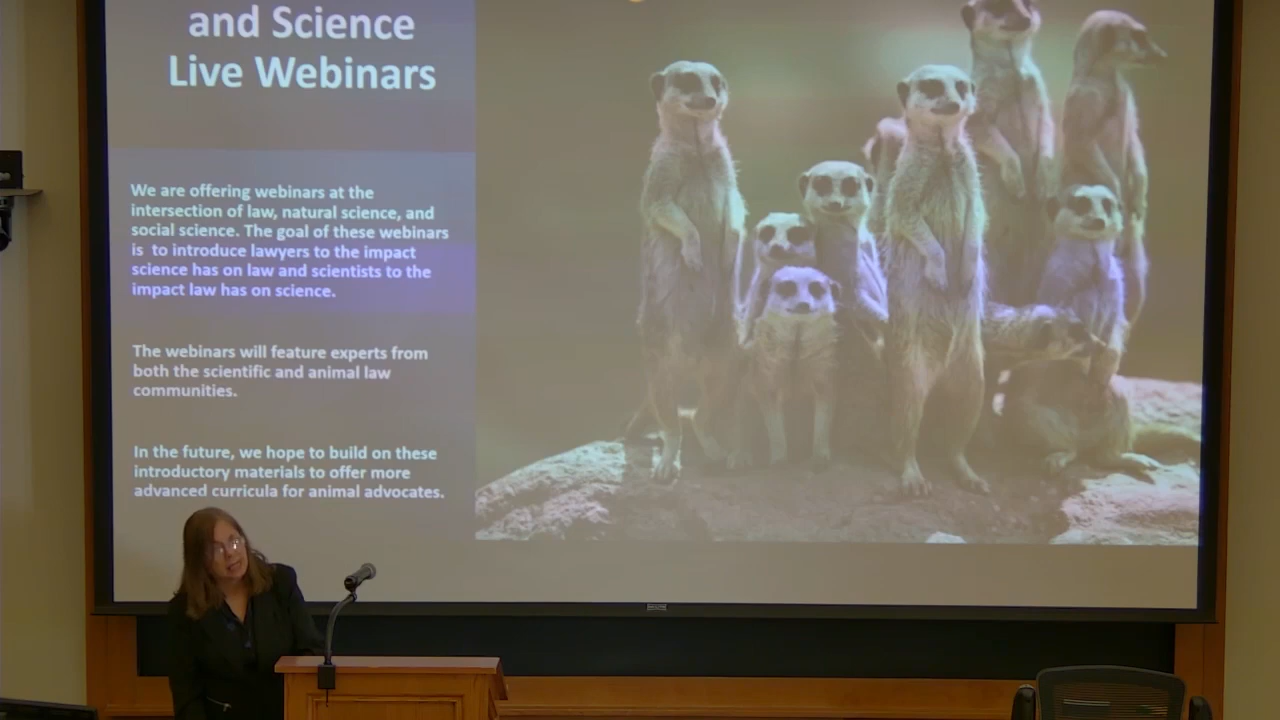 and Science
Live Webinars
We are offering webinars at the
intersection of law, natural science, and
social science. The goal of these webinars
is to introduce lawyers to the impact
science has on law and scientists to the
impact law has on science.
The webinars will feature experts from
both the scientific and animal law
communities.
In the future, we hope to build on these
introductory materials to offer more
advanced curricula for animal advocates.